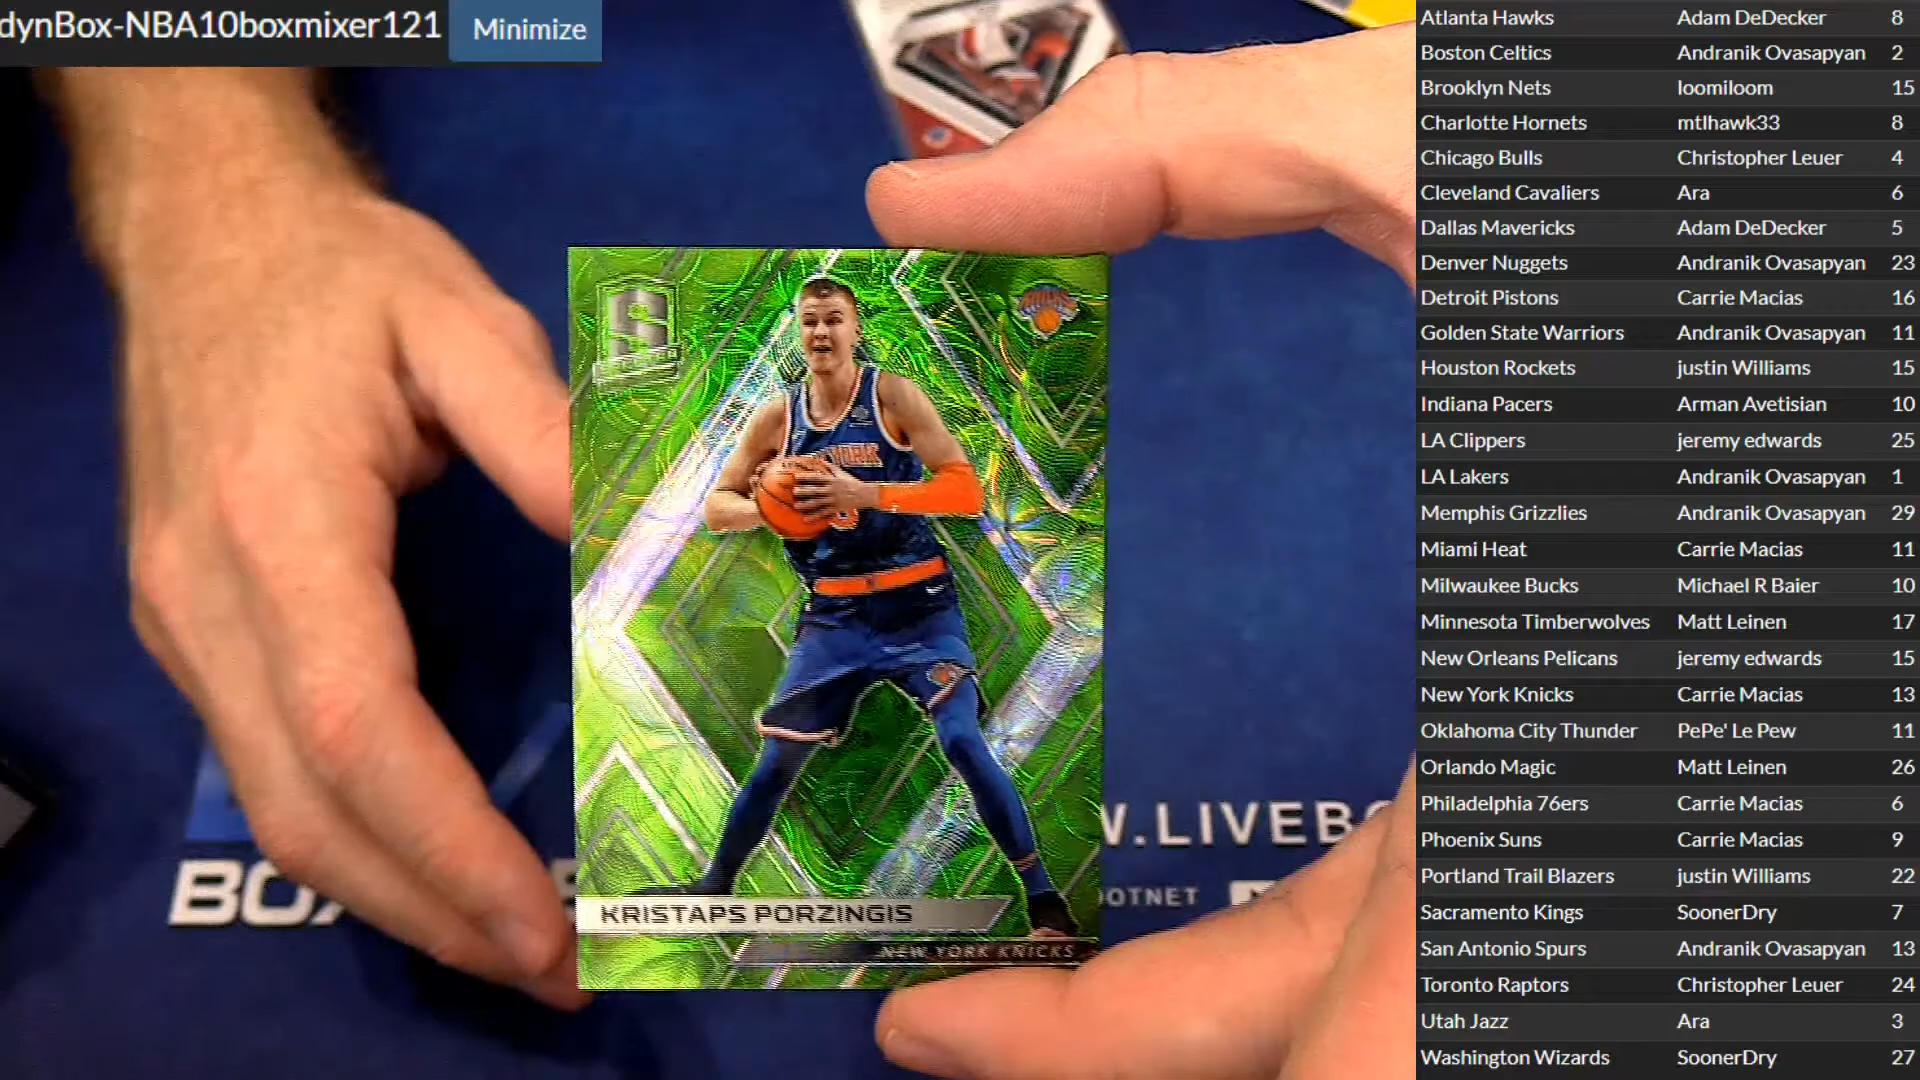 dynBox-NBA10boxmixer121 Minimize
KRISTAPS PORZINGIS
NEW YORK KNICKS
W.LIVEB
DOTNET
Atlanta Hawks Adam DeDecker 8
Boston Celtics Andranik Ovasapyan 2
Brooklyn Nets loomiloom 15
Charlotte Hornets mtlhawk33 8
Chicago Bulls Christopher Leuer 4
Cleveland Cavaliers Ara 6
Dallas Mavericks Adam DeDecker 5
Denver Nuggets Andranik Ovasapyan 23
Detroit Pistons Carrie Macias 16
Golden State Warriors Andranik Ovasapyan 11
Houston Rockets justin Williams 15
Indiana Pacers Arman Avetisian 10
LA Clippers jeremy edwards 25
LA Lakers Andranik Ovasapyan 1
Memphis Grizzlies Andranik Ovasapyan 29
Miami Heat Carrie Macias 11
Milwaukee Bucks Michael R Baier 10
Minnesota Timberwolves Matt Leinen 17
New Orleans Pelicans jeremy edwards 15
New York Knicks Carrie Macias 13
Oklahoma City Thunder PePe' Le Pew 11
Orlando Magic Matt Leinen 26
Philadelphia 76ers Carrie Macias 6
Phoenix Suns Carrie Macias 9
Portland Trail Blazers justin Williams 22
Sacramento Kings SoonerDry 7
San Antonio Spurs Andranik Ovasapyan 13
Toronto Raptors Christopher Leuer 24
Utah Jazz Ara 3
Washington Wizards SoonerDry 27